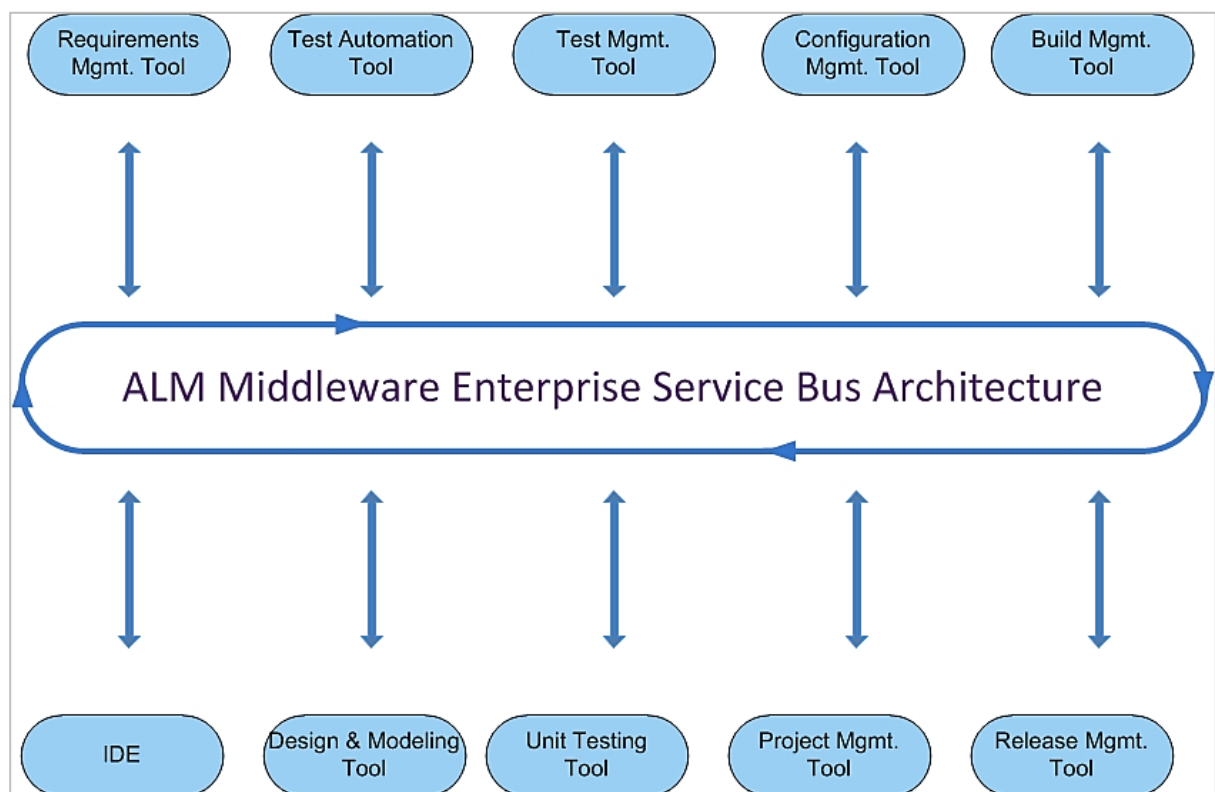 Requirements
Mgmt. Tool
Test Automation
Tool
Test Mgmt.
Tool
Configuration
Mgmt. Tool
Build Mgmt.
Tool
ALM Middleware Enterprise Service Bus Architecture
IDE
Design & Modeling
Tool
Unit Testing
Tool
Project Mgmt.
Tool
Release Mgmt.
Tool